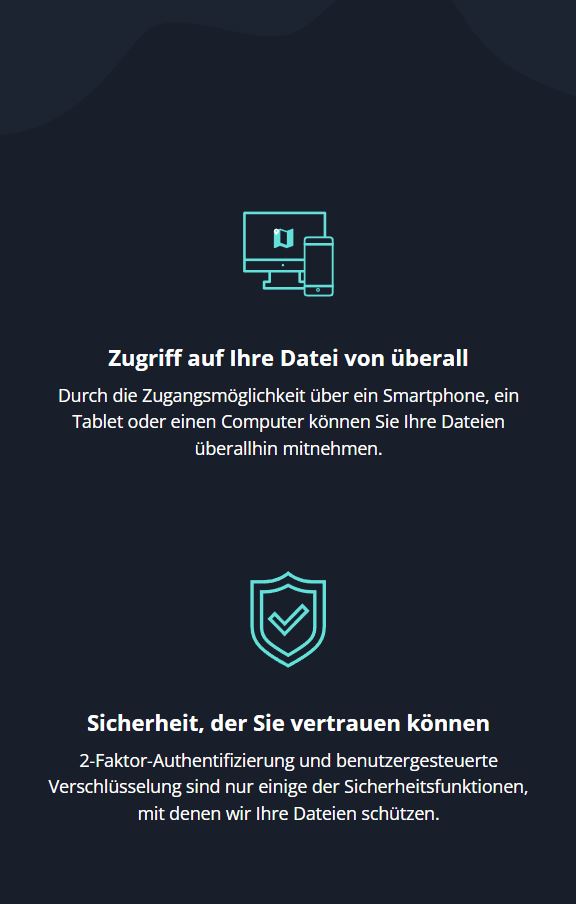 Zugriff auf Ihre Datei von überall
Durch die Zugangsmöglichkeit über ein Smartphone, ein
Tablet oder einen Computer können Sie Ihre Dateien
überallhin mitnehmen.
Sicherheit, der Sie vertrauen können
2-Faktor-Authentifizierung und benutzergesteuerte
Verschlüsselung sind nur einige der Sicherheitsfunktionen,
mit denen wir Ihre Dateien schützen.